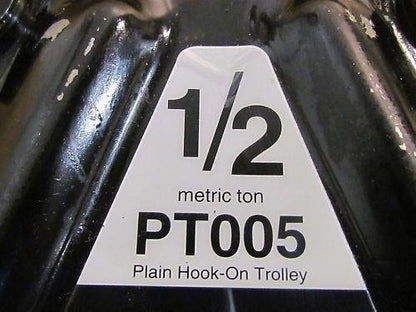 1/2
metric ton
PT005
Plain Hook-On Trolley